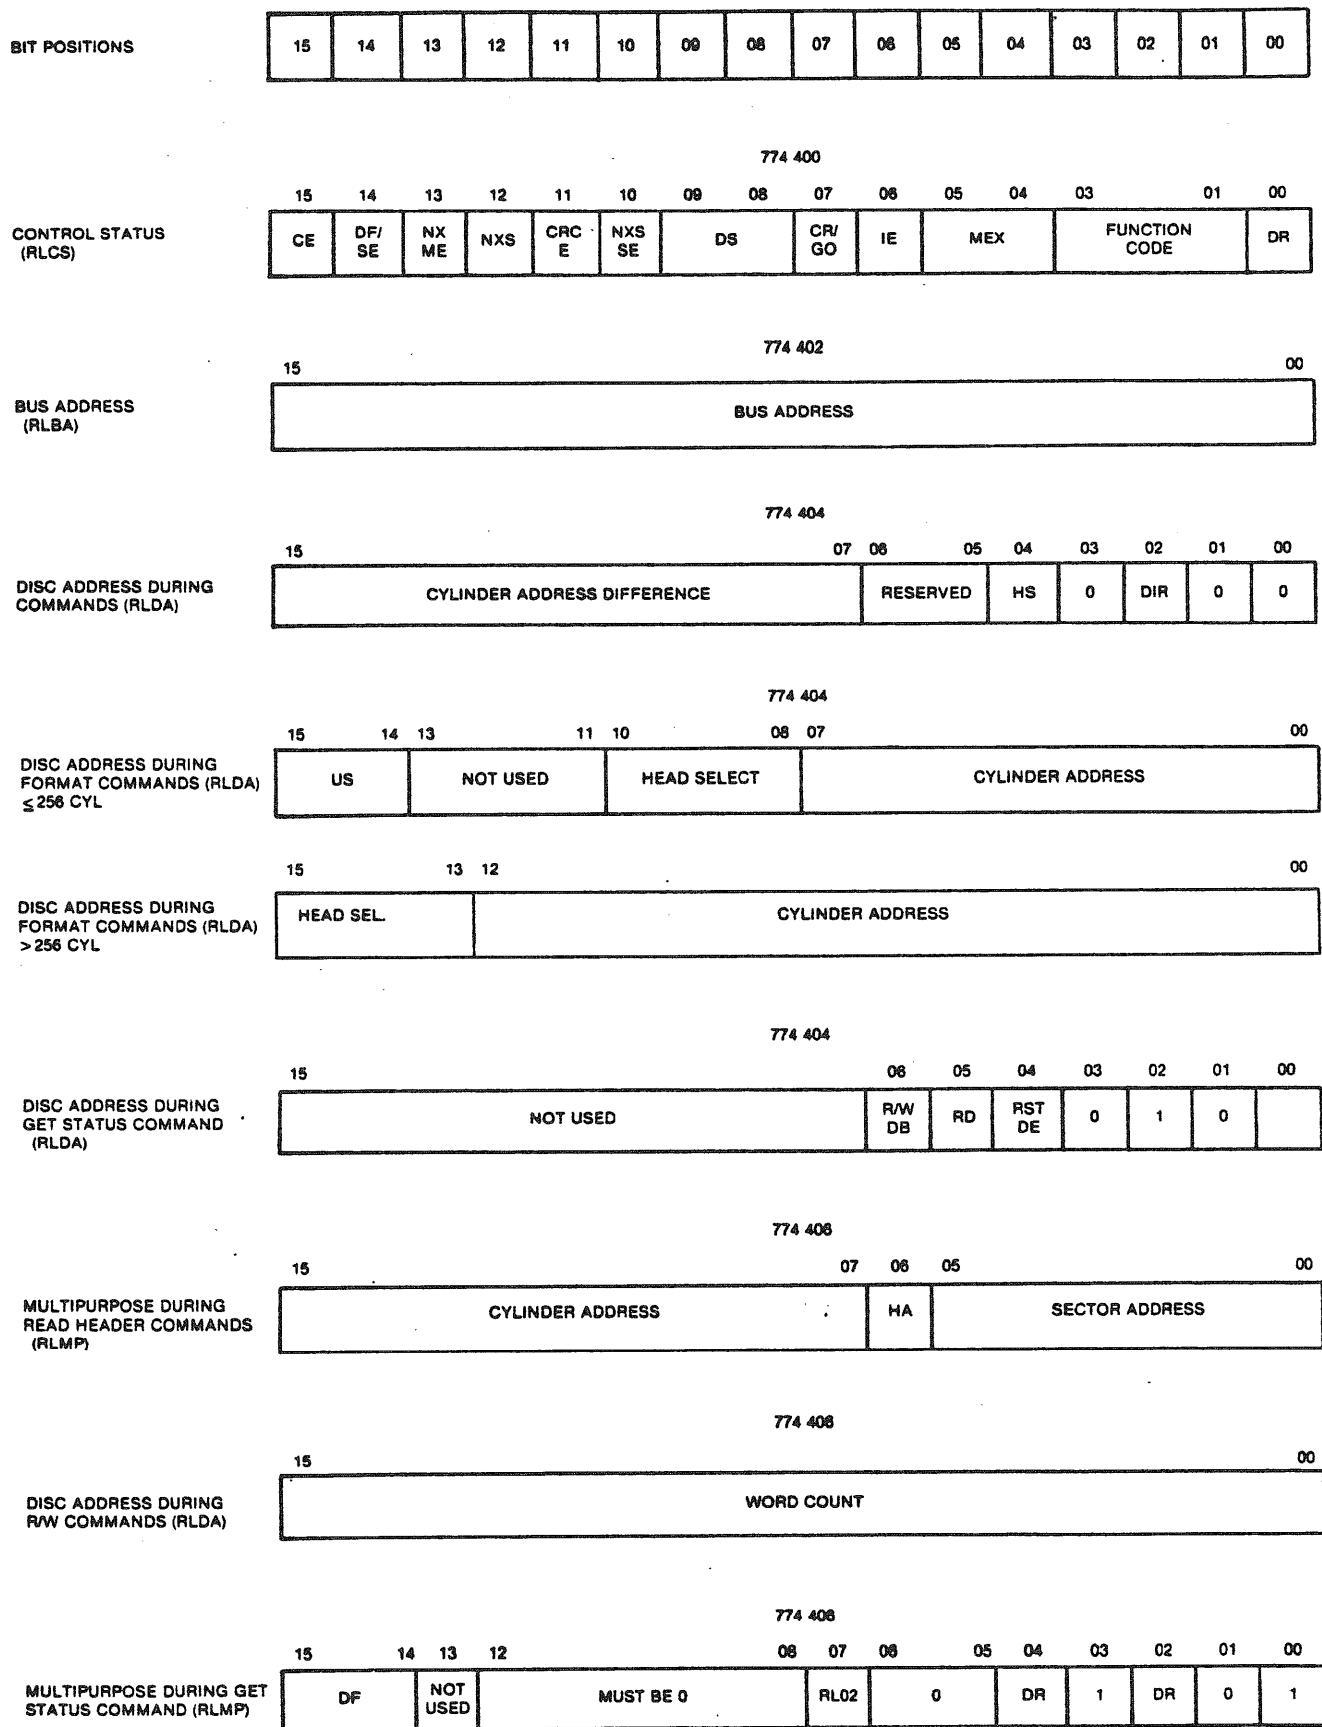 BIT POSITIONS
15 14 13 12 11 10 09 08 07 06 05 04 03 02 01 00
774 400
15 14 13 12 11 10 09 08 07 06 05 04 03 01 00
CONTROL STATUS
(RLCS)
CE DF/ SE NX ME NXS CRC E NXS SE DS CR/ GO IE MEX FUNCTION CODE DR
774 402
15 00
BUS ADDRESS
(RLBA)
BUS ADDRESS
774 404
15 07 06 05 04 03 02 01 00
DISC ADDRESS DURING
COMMANDS (RLDA)
CYLINDER ADDRESS DIFFERENCE RESERVED HS 0 DIR 0 0
774 404
15 14 13 11 10 08 07 00
DISC ADDRESS DURING
FORMAT COMMANDS (RLDA)
≤256 CYL
US NOT USED HEAD SELECT CYLINDER ADDRESS
15 13 12 00
DISC ADDRESS DURING
FORMAT COMMANDS (RLDA)
>256 CYL
HEAD SEL. CYLINDER ADDRESS
774 404
15 06 05 04 03 02 01 00
DISC ADDRESS DURING
GET STATUS COMMAND
(RLDA)
NOT USED R/W DB RD RST DE 0 1 0
774 406
15 07 06 05 00
MULTIPURPOSE DURING
READ HEADER COMMANDS
(RLMP)
CYLINDER ADDRESS HA SECTOR ADDRESS
774 406
15 00
DISC ADDRESS DURING
R/W COMMANDS (RLDA)
WORD COUNT
774 406
15 14 13 12 08 07 06 05 04 03 02 01 00
MULTIPURPOSE DURING GET
STATUS COMMAND (RLMP)
DF NOT USED MUST BE 0 RL02 0 DR 1 DR 0 1